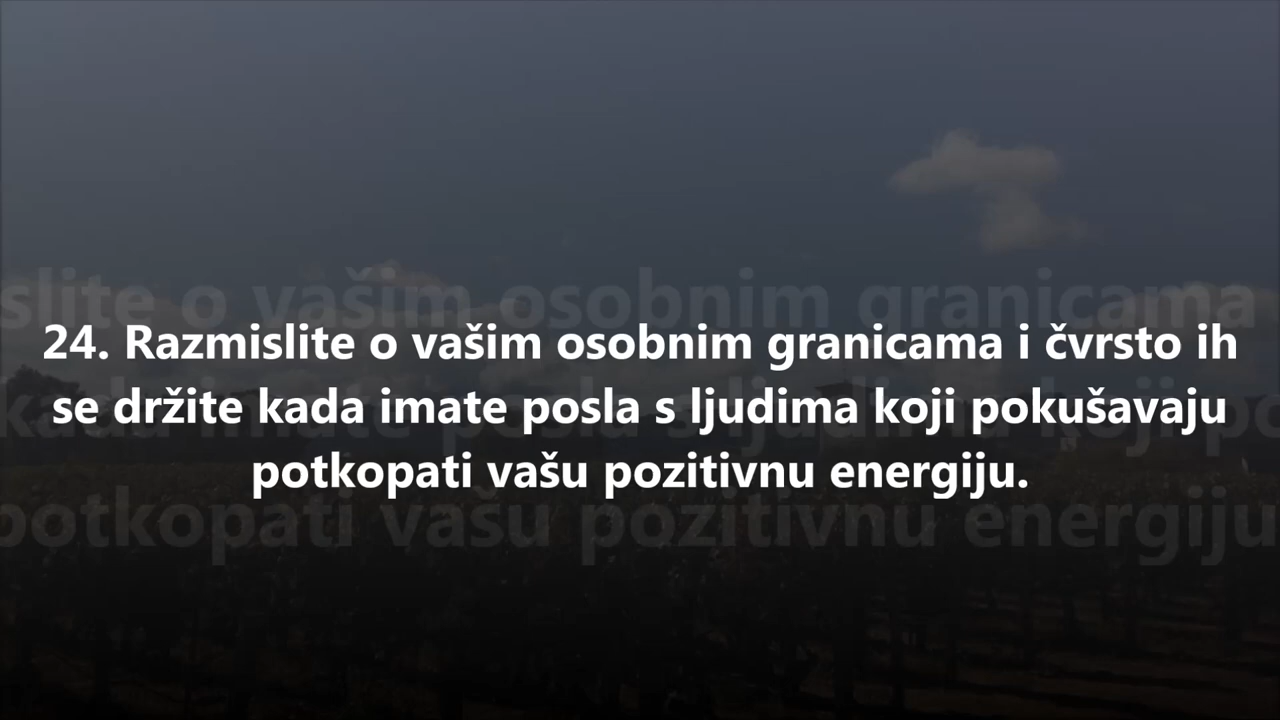 24. Razmislite o vašim osobnim granicama i čvrsto ih
se držite kada imate posla s ljudima koji pokušavaju
potkopati vašu pozitivnu energiju.